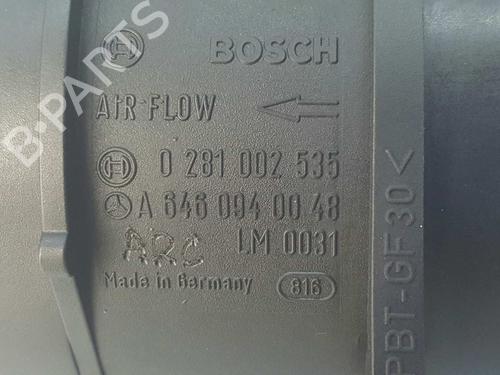 BOSCH
AIR FLOW
0 281 002 535
A 646 094 00 48
ARC LM 0031
Made in Germany 816
PBT-GF30<
B-PARTS